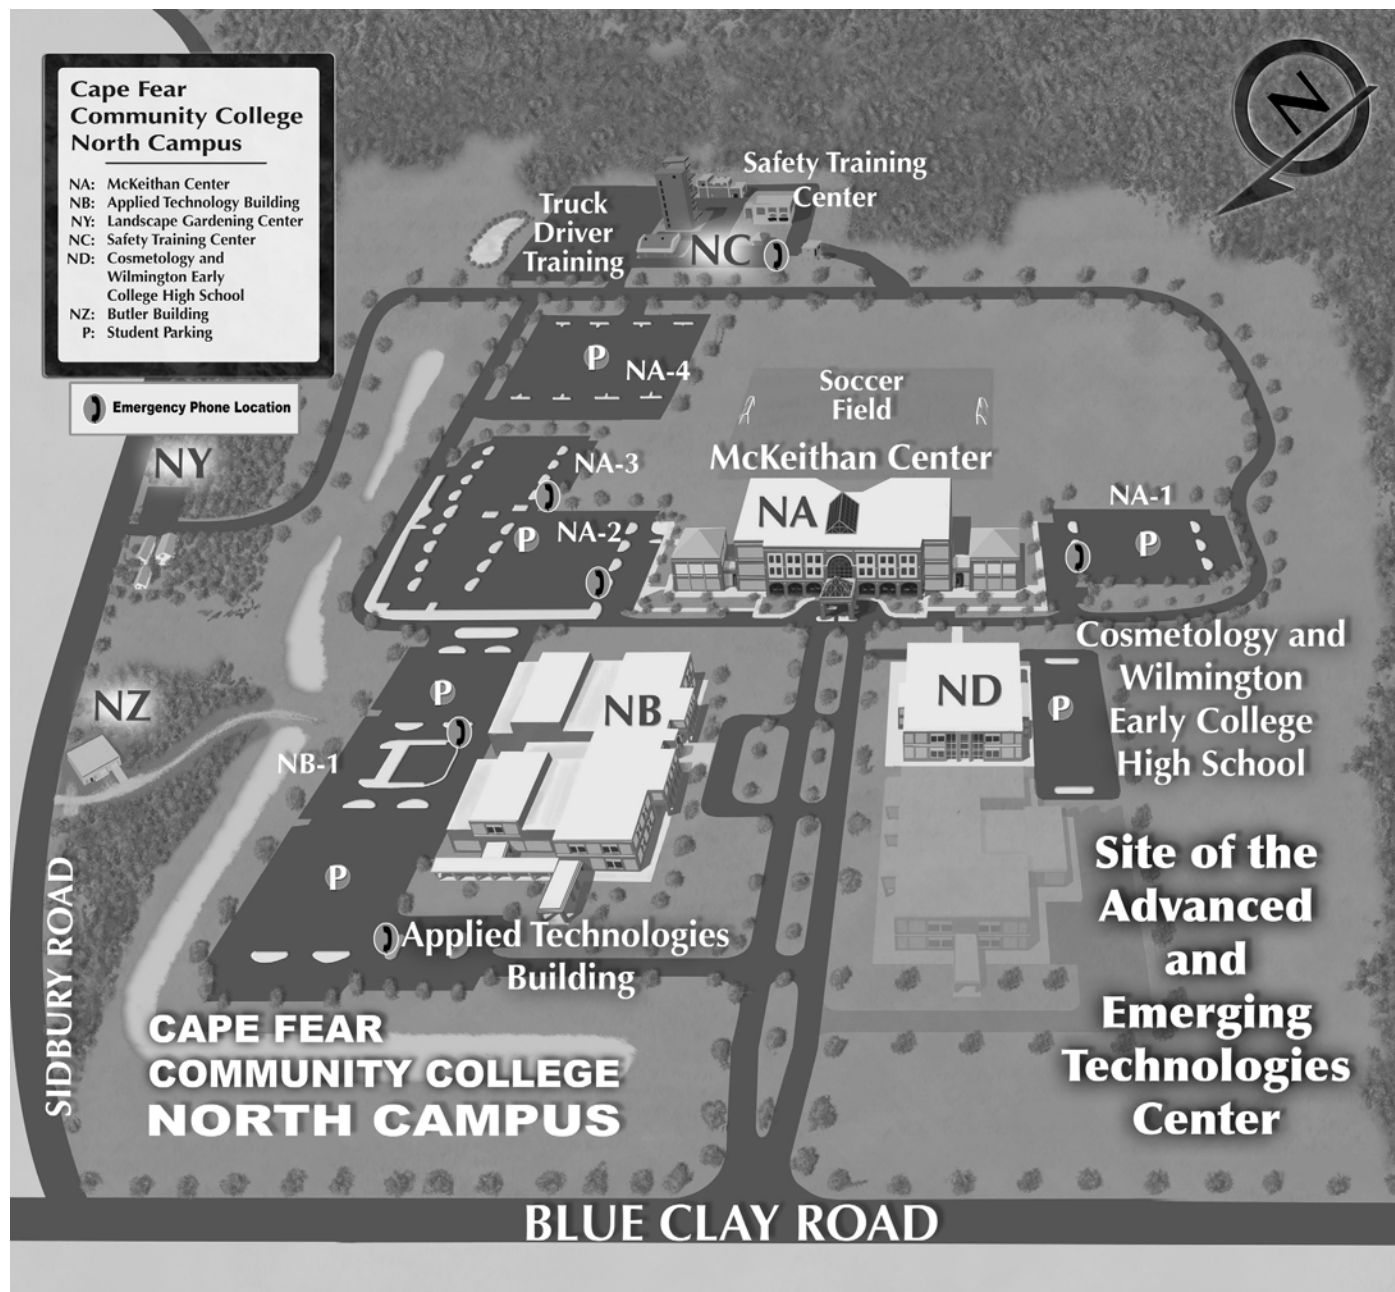 Cape Fear
Community College
North Campus
NA: McKeithan Center
NB: Applied Technology Building
NY: Landscape Gardening Center
NC: Safety Training Center
ND: Cosmetology and
Wilmington Early
College High School
NZ: Butler Building
P: Student Parking
Emergency Phone Location
N
Safety Training
Center
Truck
Driver
Training
NC
P
NA-4
Soccer
Field
McKeithan Center
NY
NA-3
NA-2
P
NA
NA-1
P
Cosmetology and
Wilmington
Early College
High School
NZ
P
NB
ND
P
NB-1
P
Applied Technologies
Building
Site of the
Advanced
and
Emerging
Technologies
Center
SIDBURY ROAD
CAPE FEAR
COMMUNITY COLLEGE
NORTH CAMPUS
BLUE CLAY ROAD